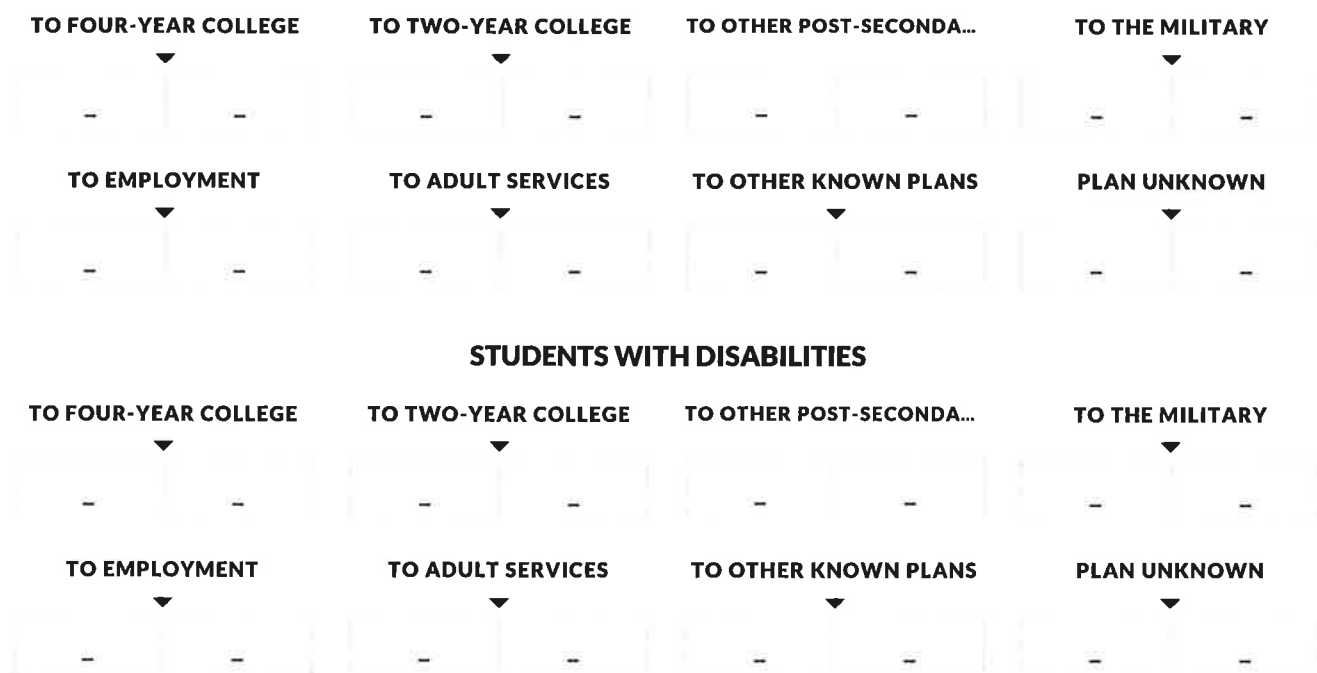 TO FOUR-YEAR COLLEGE TO TWO-YEAR COLLEGE TO OTHER POST-SECONDA... TO THE MILITARY
– – – – – – – –
TO EMPLOYMENT TO ADULT SERVICES TO OTHER KNOWN PLANS PLAN UNKNOWN
– – – – – – – –
STUDENTS WITH DISABILITIES
TO FOUR-YEAR COLLEGE TO TWO-YEAR COLLEGE TO OTHER POST-SECONDA... TO THE MILITARY
– – – – – – – –
TO EMPLOYMENT TO ADULT SERVICES TO OTHER KNOWN PLANS PLAN UNKNOWN
– – – – – – – –